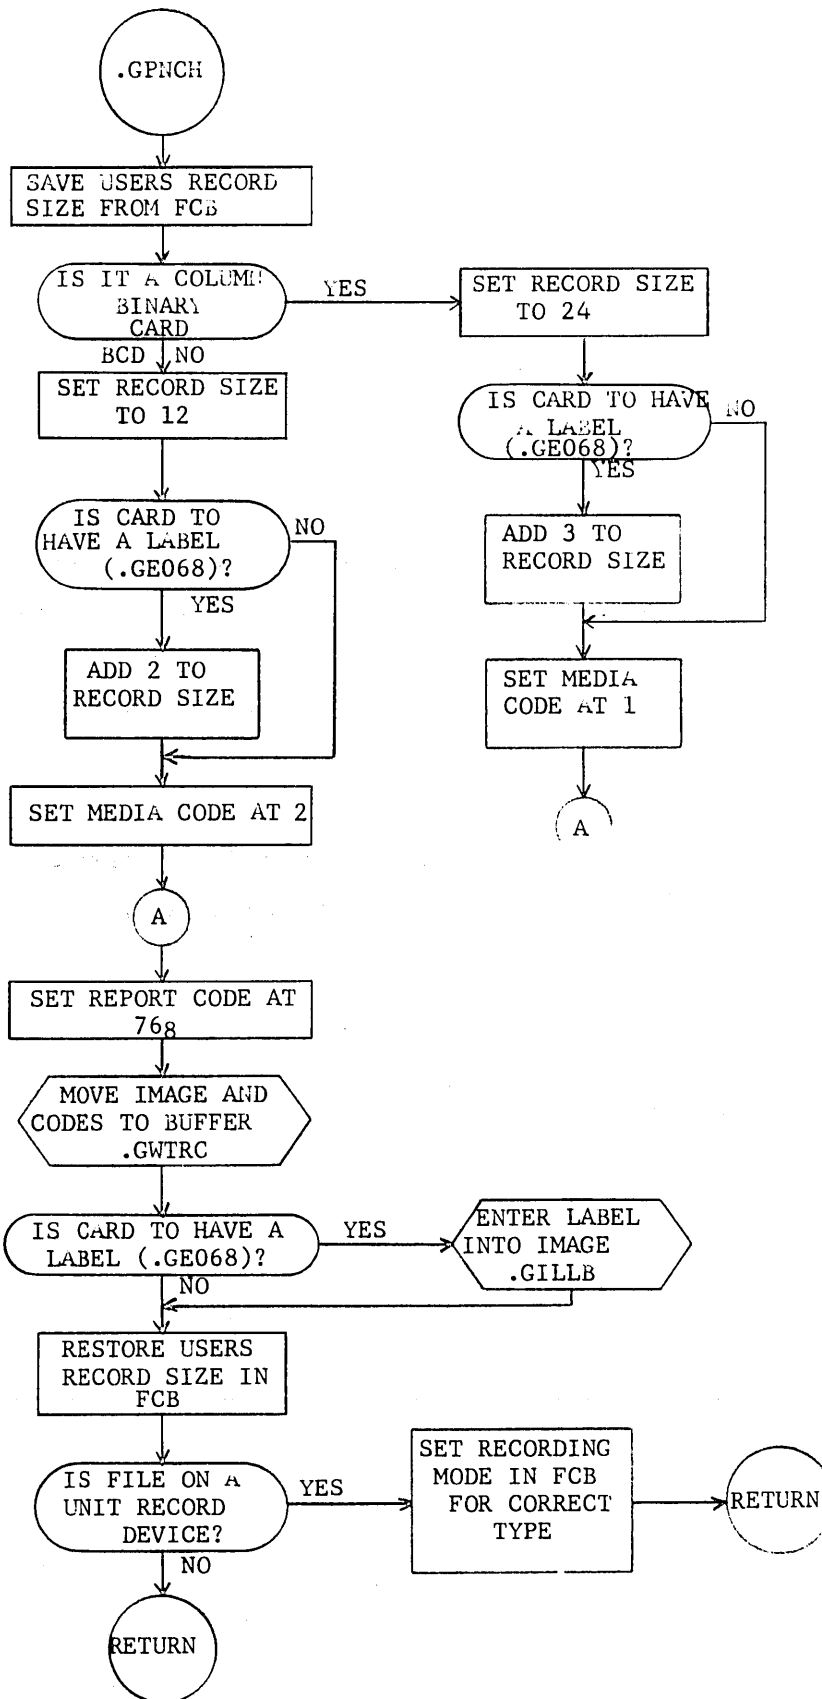 .GPNCH
SAVE USERS RECORD
SIZE FROM FCB
IS IT A COLUMN
BINARY
CARD
YES
SET RECORD SIZE
TO 24
BCD NO
SET RECORD SIZE
TO 12
IS CARD TO HAVE
A LABEL
(.GE068)?
NO
YES
IS CARD TO
HAVE A LABEL
(.GE068)?
NO
YES
ADD 3 TO
RECORD SIZE
ADD 2 TO
RECORD SIZE
SET MEDIA
CODE AT 1
A
SET MEDIA CODE AT 2
A
SET REPORT CODE AT
76₈
MOVE IMAGE AND
CODES TO BUFFER
.GWTRC
IS CARD TO HAVE A
LABEL (.GE068)?
YES
ENTER LABEL
INTO IMAGE
.GILLB
NO
RESTORE USERS
RECORD SIZE IN
FCB
IS FILE ON A
UNIT RECORD
DEVICE?
YES
SET RECORDING
MODE IN FCB
FOR CORRECT
TYPE
RETURN
NO
RETURN